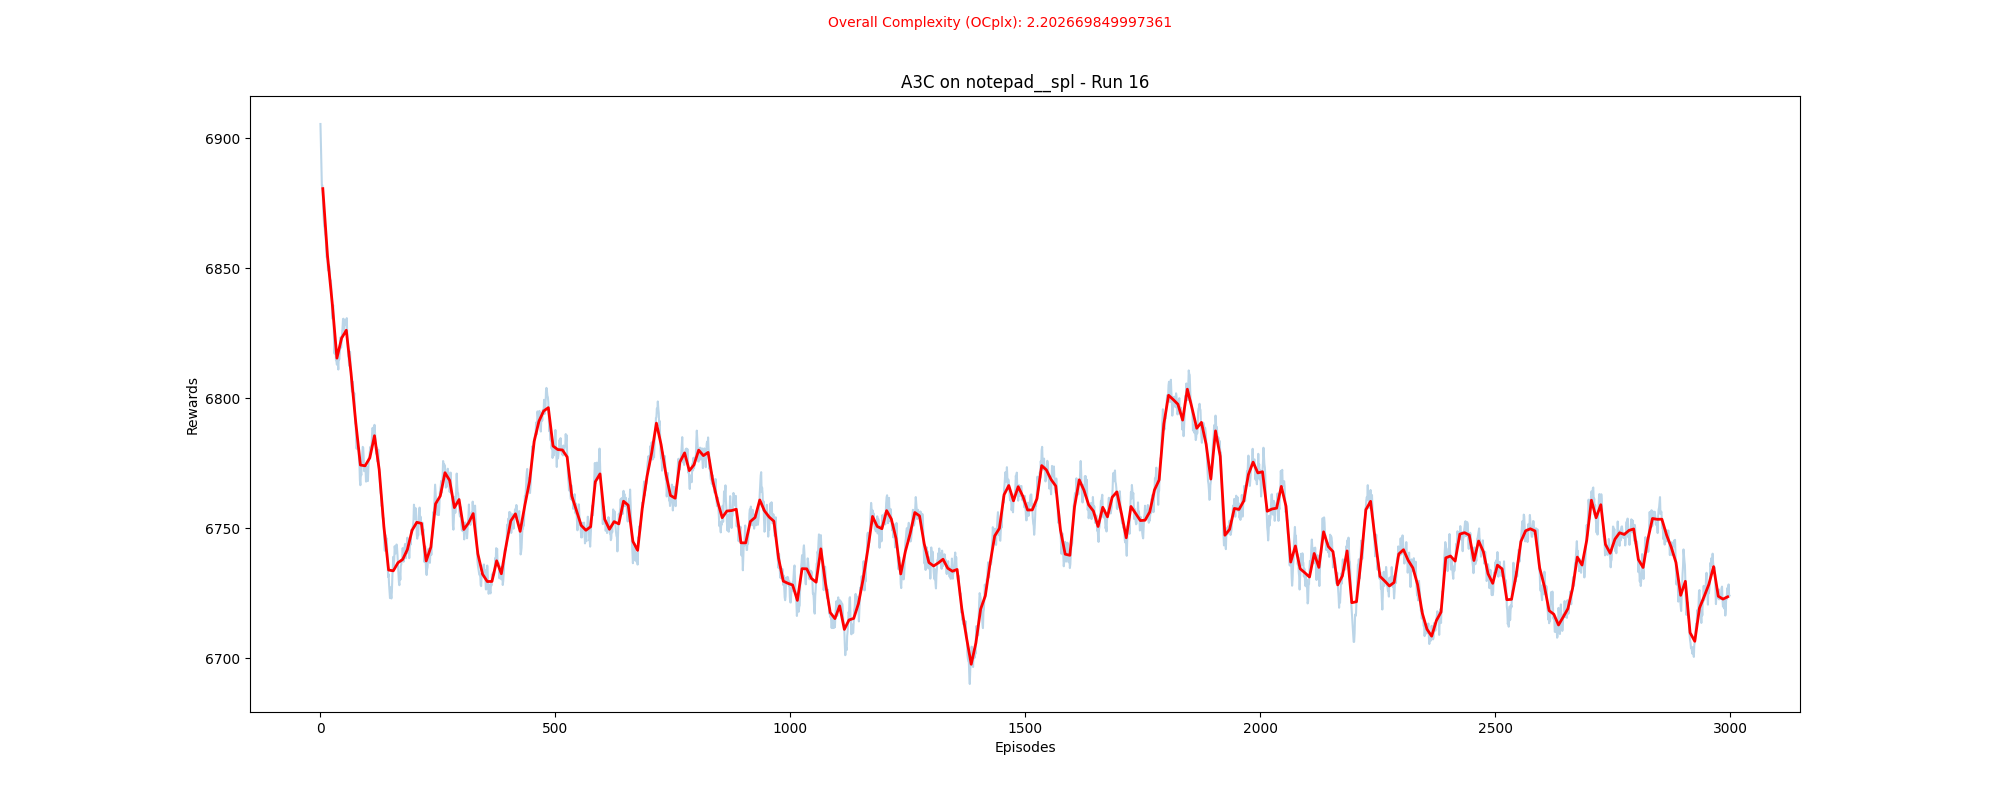 Overall Complexity (OCplx): 2.202669849997361
A3C on notepad__spl - Run 16
6900
6850
6800
6750
6700
Rewards
0 500 1000 1500 2000 2500 3000
Episodes